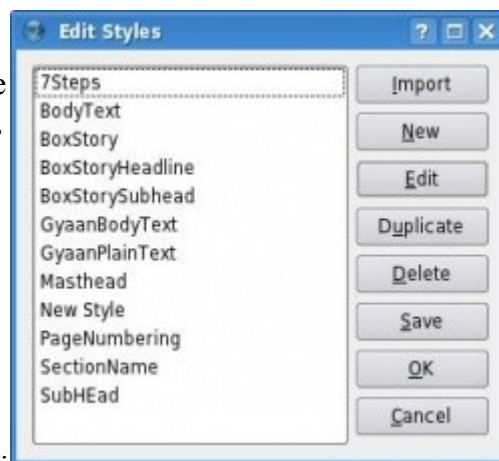 Edit Styles
7Steps
BodyText
BoxStory
BoxStoryHeadline
BoxStorySubhead
GyaanBodyText
GyaanPlainText
Masthead
New Style
PageNumbering
SectionName
SubHEad
Import
New
Edit
Duplicate
Delete
Save
OK
Cancel